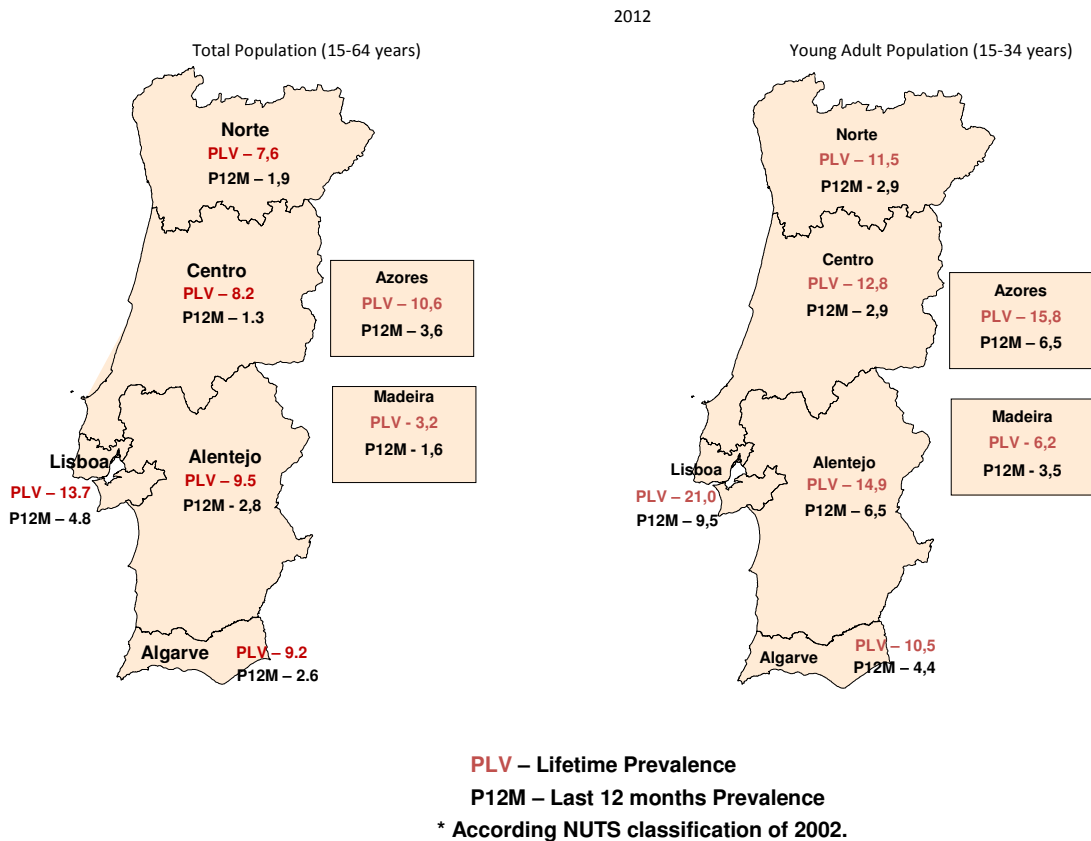 2012
Total Population (15-64 years)
Norte
PLV – 7,6
P12M – 1,9
Centro
PLV – 8.2
P12M – 1.3
Azores
PLV – 10,6
P12M – 3,6
Madeira
PLV - 3,2
P12M - 1,6
Lisboa
PLV – 13.7
P12M – 4.8
Alentejo
PLV – 9.5
P12M - 2,8
Algarve
PLV – 9.2
P12M – 2.6
Young Adult Population (15-34 years)
Norte
PLV – 11,5
P12M - 2,9
Centro
PLV – 12,8
P12M – 2,9
Azores
PLV – 15,8
P12M – 6,5
Madeira
PLV - 6,2
P12M - 3,5
Lisboa
PLV – 21,0
P12M – 9,5
Alentejo
PLV – 14,9
P12M – 6,5
Algarve
PLV – 10,5
P12M – 4,4
PLV – Lifetime Prevalence
P12M – Last 12 months Prevalence
* According NUTS classification of 2002.